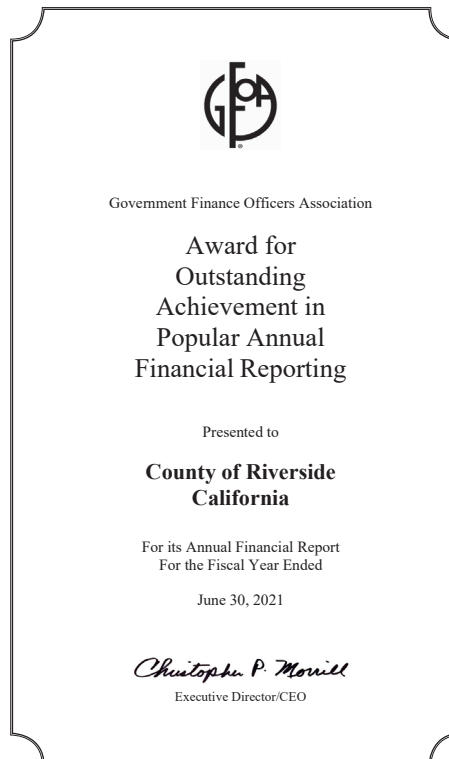 GFOA
®
Government Finance Officers Association
Award for
Outstanding
Achievement in
Popular Annual
Financial Reporting
Presented to
County of Riverside
California
For its Annual Financial Report
For the Fiscal Year Ended
June 30, 2021
Christopher P. Morrill
Executive Director/CEO